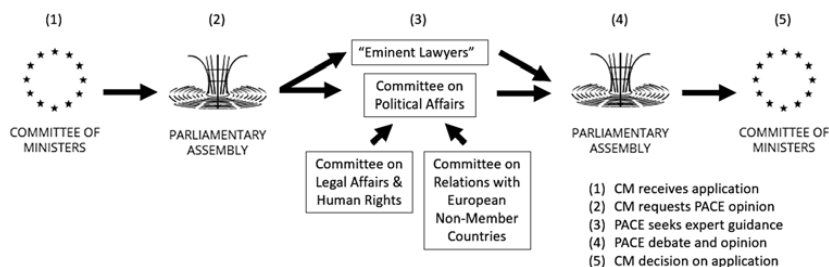 (1)
(2)
(3)
(4)
(5)
"Eminent Lawyers"
Committee on
Political Affairs
COMMITTEE OF
MINISTERS
PARLIAMENTARY
ASSEMBLY
PARLIAMENTARY
ASSEMBLY
COMMITTEE OF
MINISTERS
Committee on
Legal Affairs &
Human Rights
Committee on
Relations with
European
Non-Member
Countries
(1) CM receives application
(2) CM requests PACE opinion
(3) PACE seeks expert guidance
(4) PACE debate and opinion
(5) CM decision on application